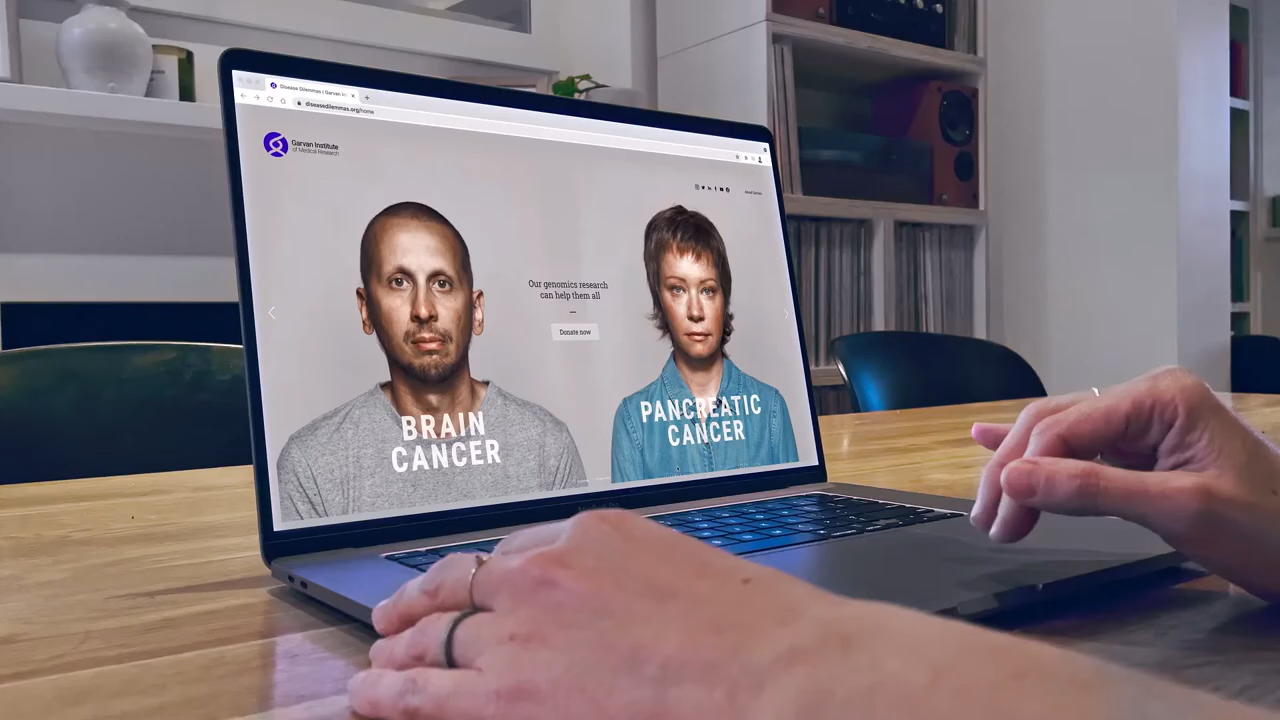 Disease Dilemmas | Garvan In
diseasedilemmas.org/home
Garvan Institute
of Medical Research
About Garvan
Our genomics research
can help them all
Donate now
BRAIN
CANCER
PANCREATIC
CANCER